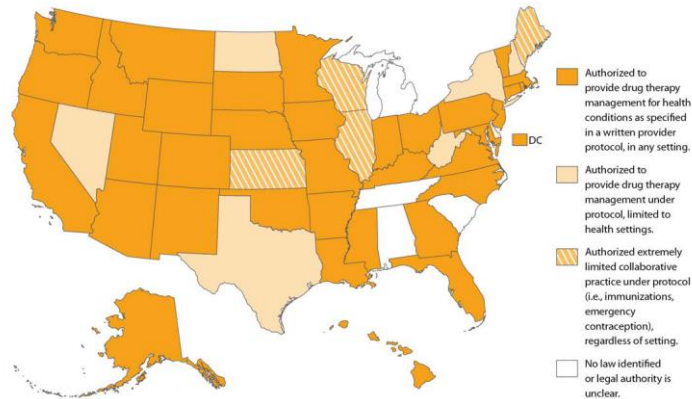 Authorized to
provide drug therapy
management for health
conditions as specified
in a written provider
protocol, in any setting.
DC
Authorized to
provide drug therapy
management under
protocol, limited to
health settings.
Authorized extremely
limited collaborative
practice under protocol
(i.e., immunizations,
emergency
contraception),
regardless of setting.
No law identified
or legal authority is
unclear.